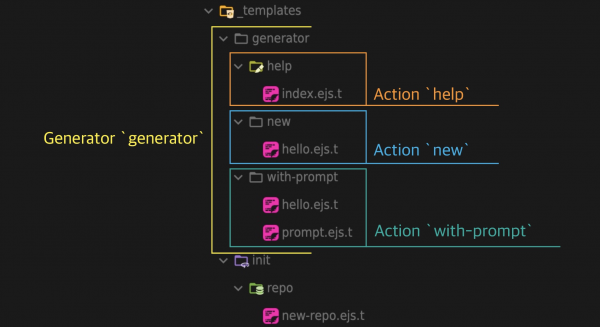 _templates
generator
help
index.ejs.t
Action `help`
new
Generator `generator`
hello.ejs.t
Action `new`
with-prompt
hello.ejs.t
prompt.ejs.t
Action `with-prompt`
init
repo
new-repo.ejs.t